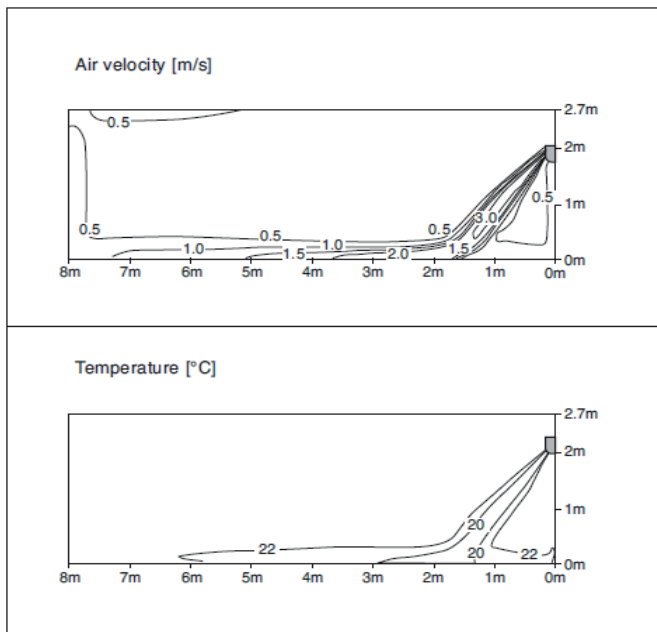 Air velocity [m/s]
2.7m
0.5
2m
0.5
3.0
1m
0.5 0.5 0.5
1.0 1.0 1.5
1.5 2.0
0m
8m 7m 6m 5m 4m 3m 2m 1m 0m
Temperature [°C]
2.7m
2m
1m
20
22 20 22
0m
8m 7m 6m 5m 4m 3m 2m 1m 0m